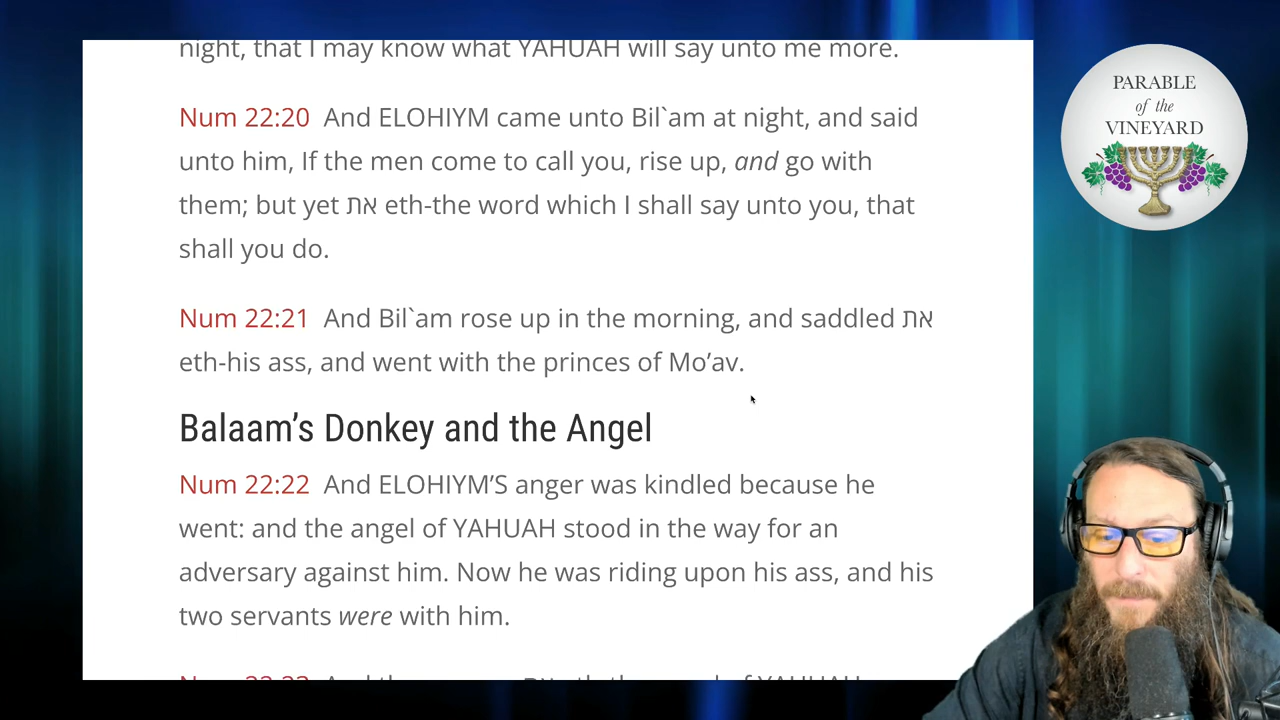 night, that I may know what YAHUAH will say unto me more.
Num 22:20 And ELOHIYM came unto Bil`am at night, and said
unto him, If the men come to call you, rise up, and go with
them; but yet את eth-the word which I shall say unto you, that
shall you do.
Num 22:21 And Bil`am rose up in the morning, and saddled את
eth-his ass, and went with the princes of Mo’av.
Balaam’s Donkey and the Angel
Num 22:22 And ELOHIYM’S anger was kindled because he
went: and the angel of YAHUAH stood in the way for an
adversary against him. Now he was riding upon his ass, and his
two servants were with him.
PARABLE
of the
VINEYARD